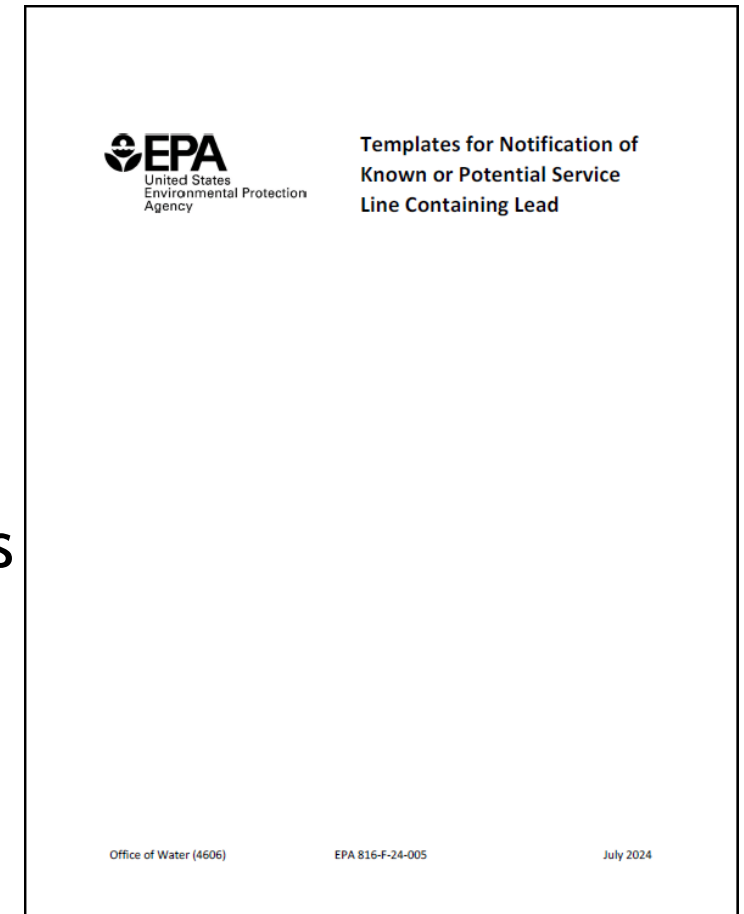 EPA
United States
Environmental Protection
Agency
Templates for Notification of
Known or Potential Service
Line Containing Lead
s
Office of Water (4606) EPA 816-F-24-005 July 2024